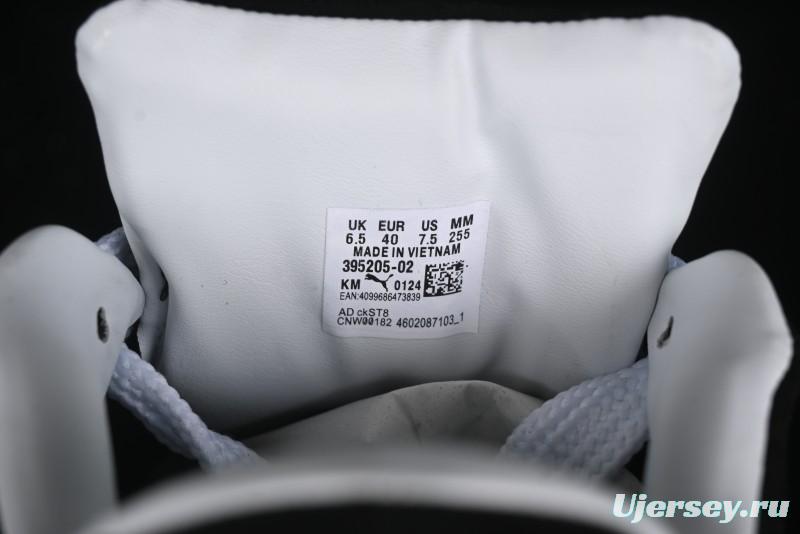 UK EUR US MM
6.5 40 7.5 255
MADE IN VIETNAM
395205-02
KM 0124
EAN:4099686473839
AD ckST8
CNW00182 4602087103_1
Ujersey.ru